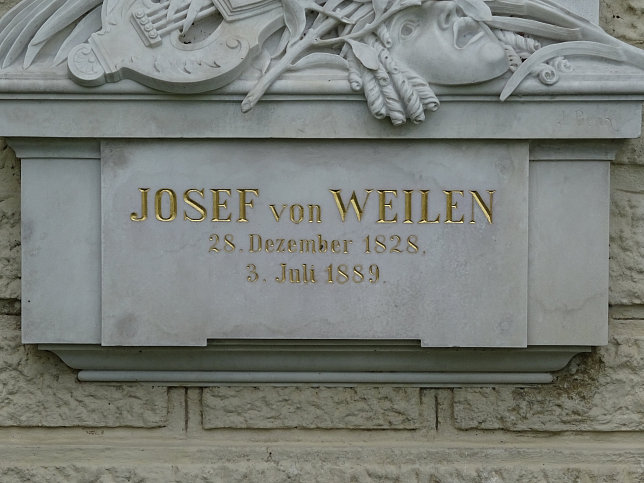 JOSEF von WEILEN
28. Dezember 1828.
3. Juli 1889.